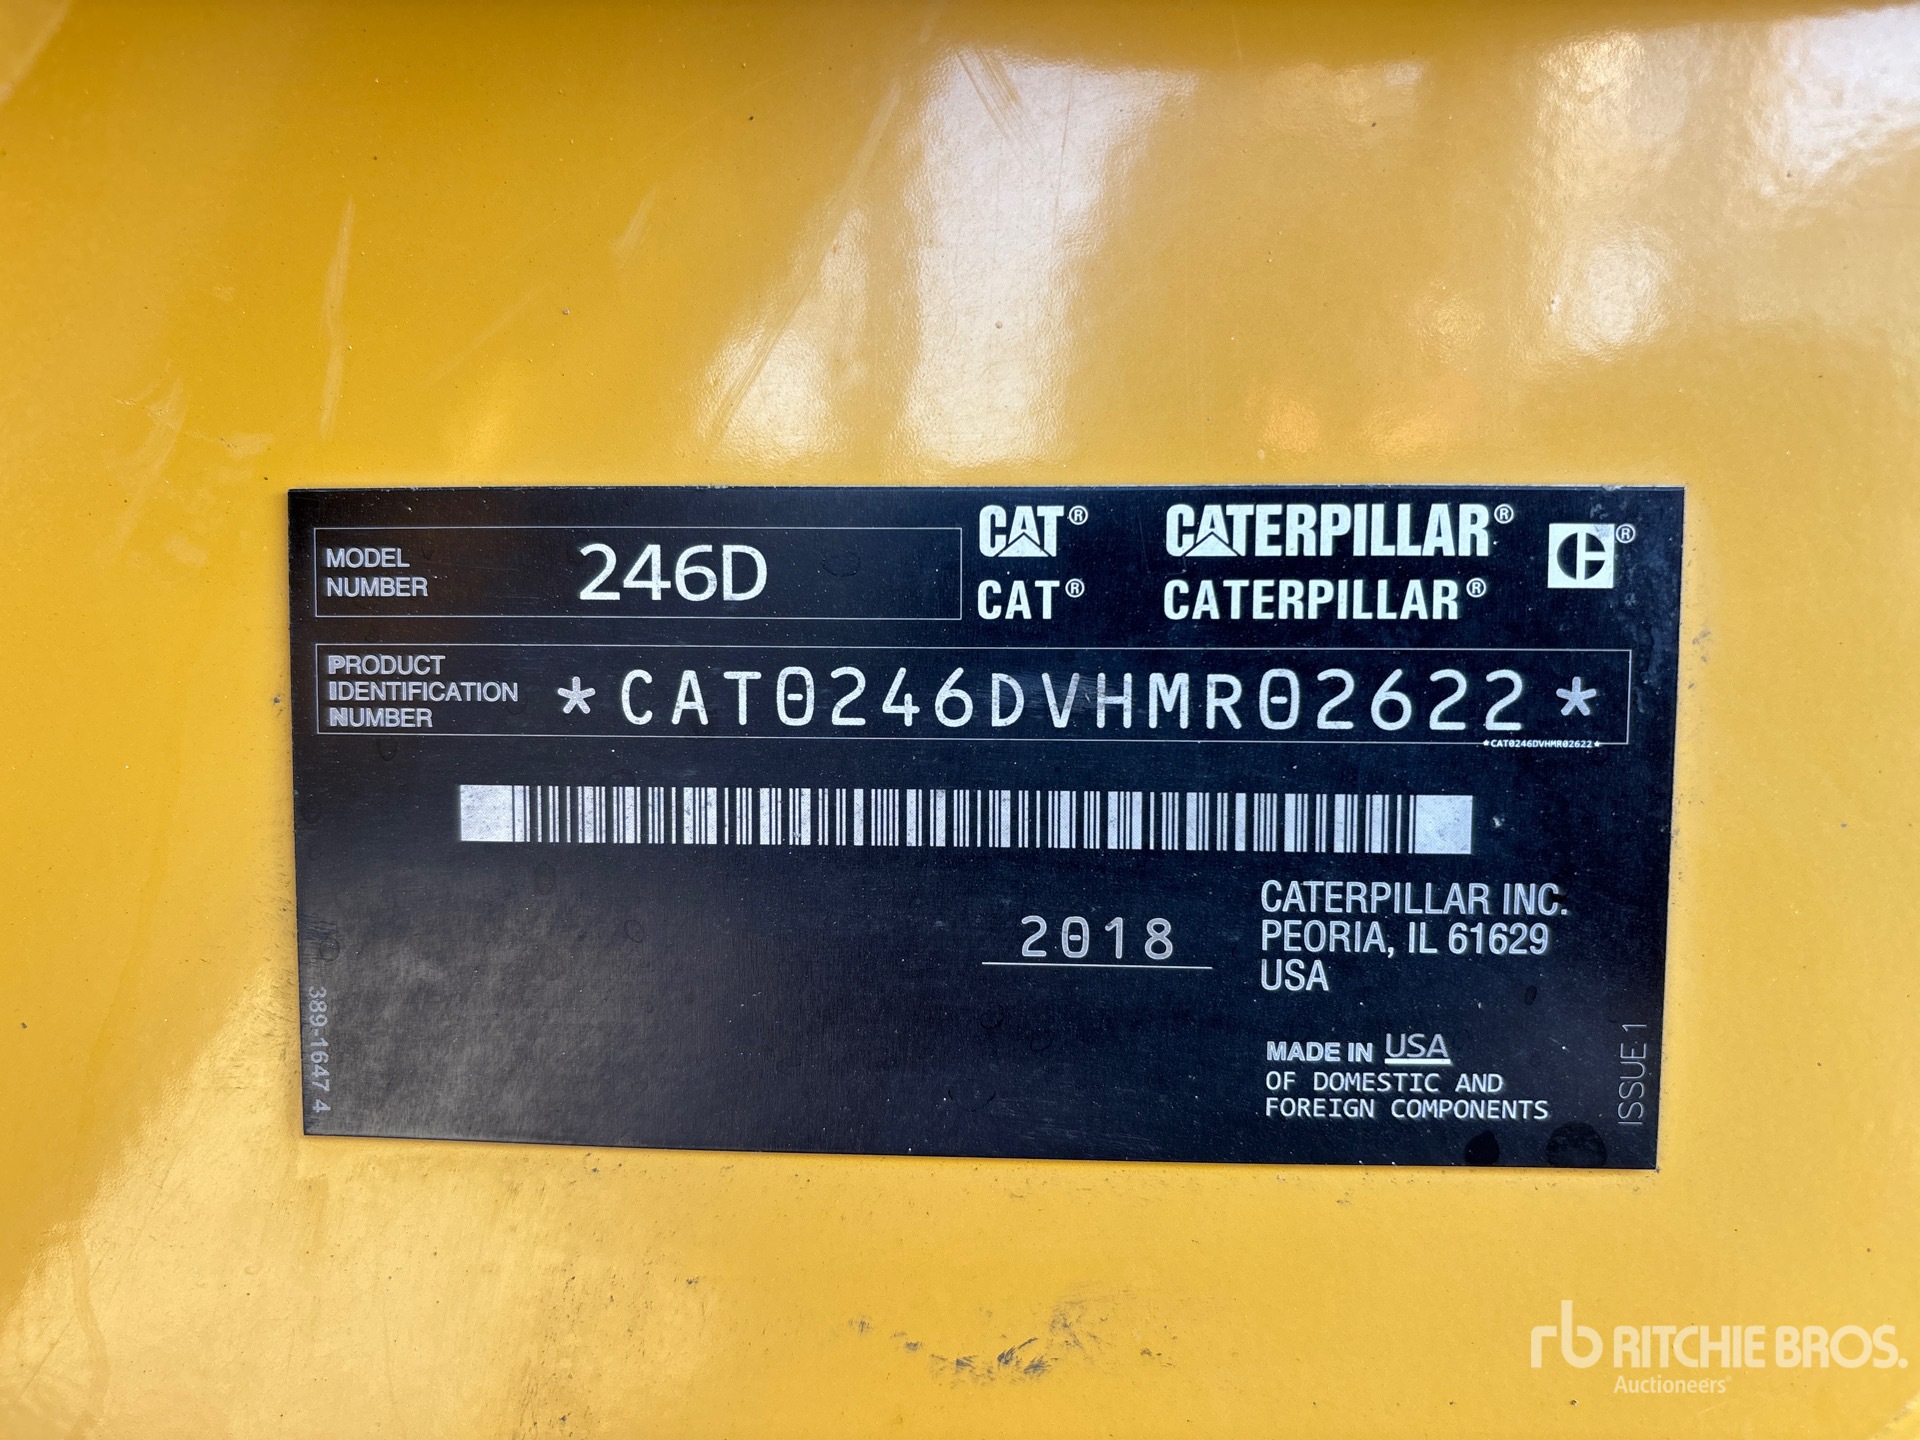 MODEL
NUMBER
246D
CAT® CATERPILLAR® ®
CAT® CATERPILLAR®
PRODUCT
IDENTIFICATION
NUMBER
*CAT0246DVHMR02622*
*CAT0246DVHMR02622*
2018
CATERPILLAR INC.
PEORIA, IL 61629
USA
MADE IN USA
OF DOMESTIC AND
FOREIGN COMPONENTS
389-1647 4
ISSUE 1
rb RITCHIE BROS.
Auctioneers